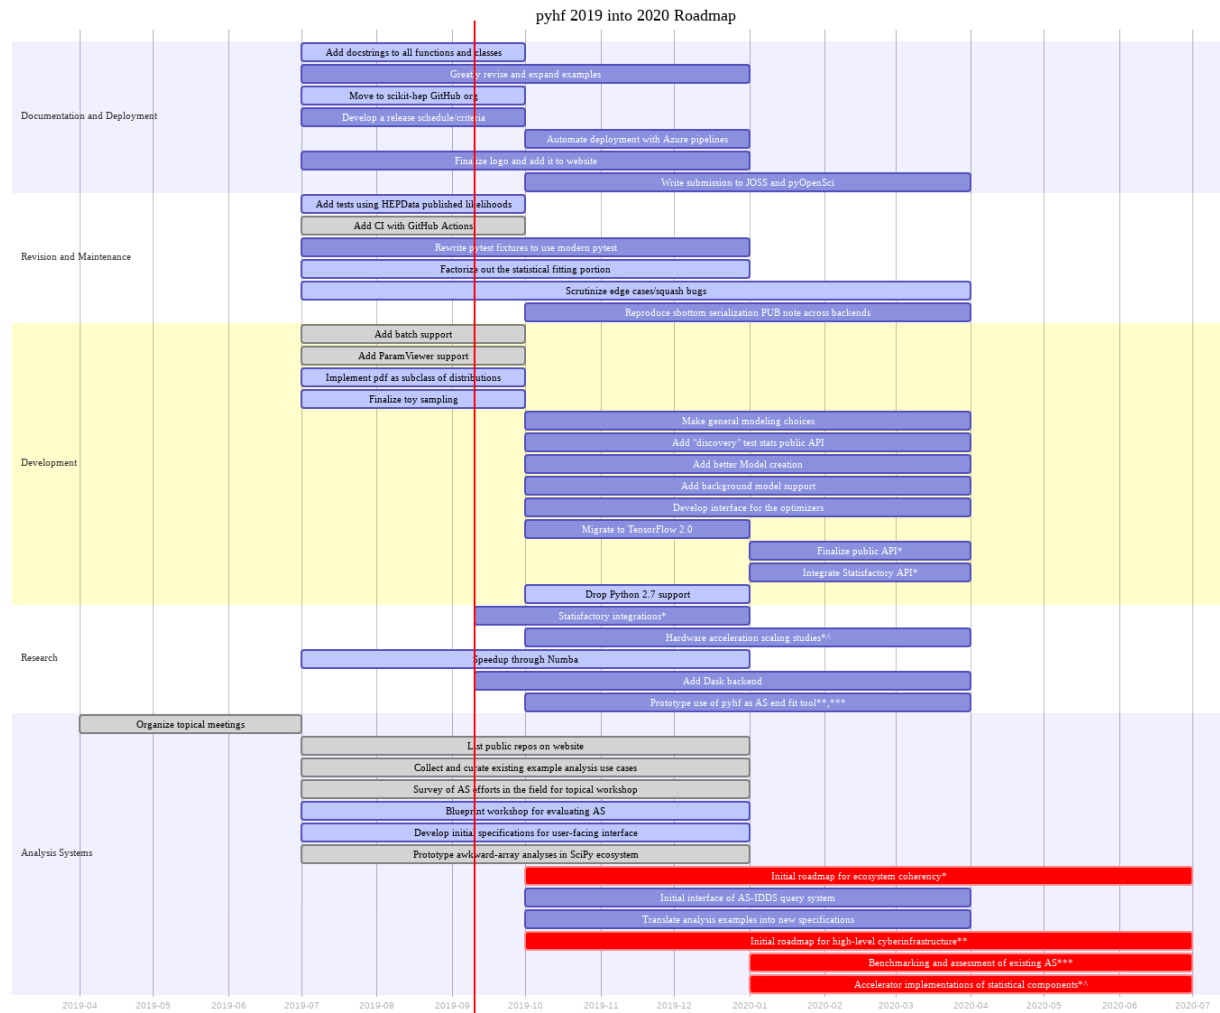 pyhf 2019 into 2020 Roadmap
Add docstrings to all functions and classes
Greatly revise and expand examples
Move to scikit-hep GitHub org
Documentation and Deployment
Develop a release schedule/criteria
Automate deployment with Azure pipelines
Finalize logo and add it to website
Write submission to JOSS and pyOpenSci
Add tests using HEPData published likelihoods
Add CI with GitHub Actions
Rewrite pytest fixtures to use modern pytest
Revision and Maintenance
Factorize out the statistical fitting portion
Scrutinize edge cases/squash bugs
Reproduce sbottom serialization PUB note across backends
Add batch support
Add ParamViewer support
Implement pdf as subclass of distributions
Finalize toy sampling
Make general modeling choices
Add "discovery" test stats public API
Development
Add better Model creation
Add background model support
Develop interface for the optimizers
Migrate to TensorFlow 2.0
Finalize public API*
Integrate Statisfactory API*
Drop Python 2.7 support
Statisfactory integrations*
Hardware acceleration scaling studies*^
Research
Speedup through Numba
Add Dask backend
Prototype use of pyhf as AS end fit tool**,***
Organize topical meetings
List public repos on website
Collect and curate existing example analysis use cases
Survey of AS efforts in the field for topical workshop
Blueprint workshop for evaluating AS
Develop initial specifications for user-facing interface
Analysis Systems
Prototype awkward-array analyses in SciPy ecosystem
Initial roadmap for ecosystem coherency*
Initial interface of AS-IDDS query system
Translate analysis examples into new specifications
Initial roadmap for high-level cyberinfrastructure**
Benchmarking and assessment of existing AS***
Accelerator implementations of statistical components*^
2019-04 2019-05 2019-06 2019-07 2019-08 2019-09 2019-10 2019-11 2019-12 2020-01 2020-02 2020-03 2020-04 2020-05 2020-06 2020-07